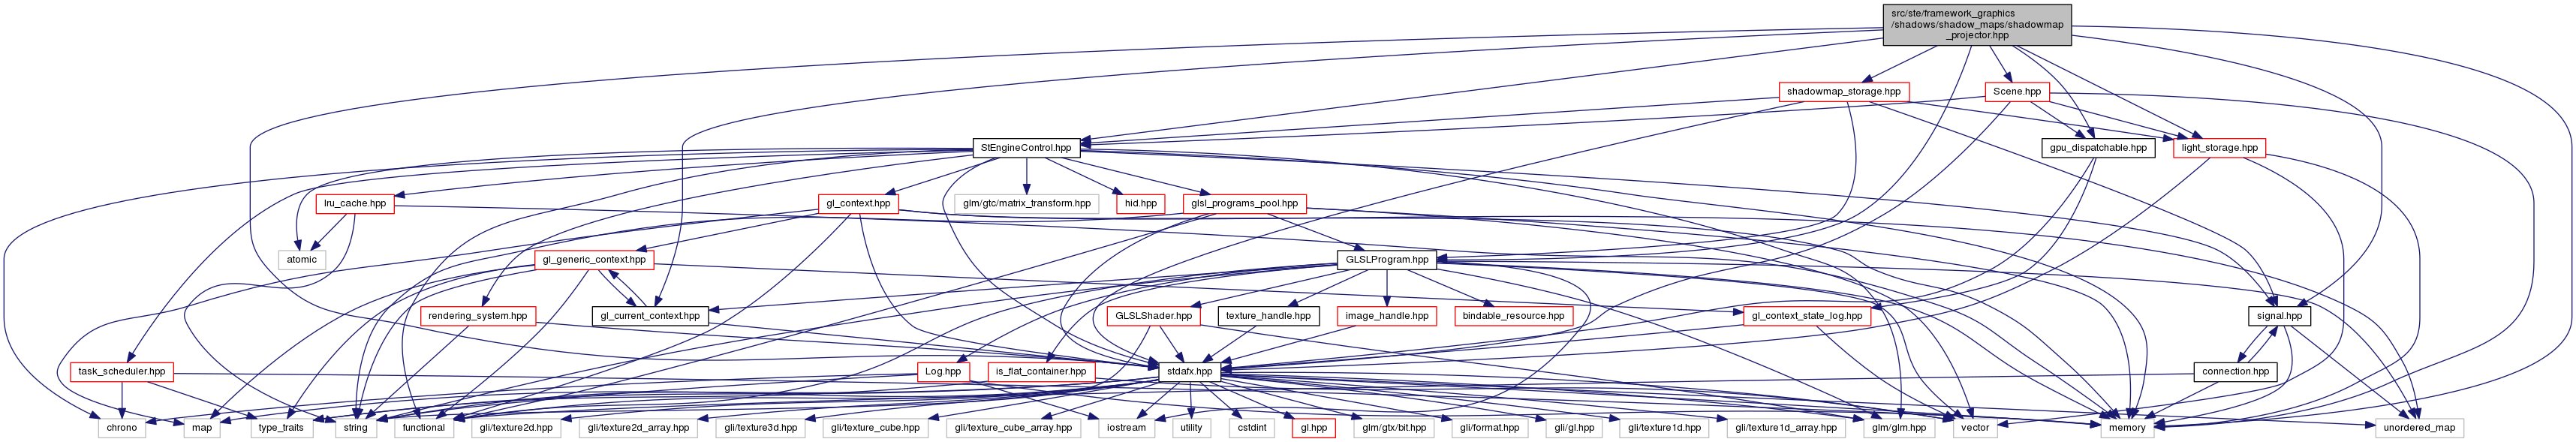 src/ste/framework_graphics
/shadows/shadow_maps/shadowmap
_projector.hpp
shadowmap_storage.hpp
Scene.hpp
StEngineControl.hpp
gpu_dispatchable.hpp
light_storage.hpp
lru_cache.hpp
gl_context.hpp
glm/gtc/matrix_transform.hpp
hid.hpp
glsl_programs_pool.hpp
atomic
gl_generic_context.hpp
GLSLProgram.hpp
rendering_system.hpp
gl_current_context.hpp
GLSLShader.hpp
texture_handle.hpp
image_handle.hpp
bindable_resource.hpp
gl_context_state_log.hpp
signal.hpp
task_scheduler.hpp
Log.hpp
is_flat_container.hpp
stdafx.hpp
connection.hpp
chrono
map
type_traits
string
functional
gli/texture2d.hpp
gli/texture2d_array.hpp
gli/texture3d.hpp
gli/texture_cube.hpp
gli/texture_cube_array.hpp
iostream
utility
cstdint
gl.hpp
glm/gtx/bit.hpp
gli/format.hpp
gli/gl.hpp
gli/texture1d.hpp
gli/texture1d_array.hpp
glm/glm.hpp
vector
memory
unordered_map